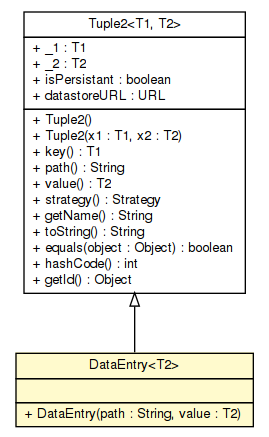 Tuple2<T1, T2>
+ _1 : T1
+ _2 : T2
+ isPersistant : boolean
+ datastoreURL : URL
+ Tuple2()
+ Tuple2(x1 : T1, x2 : T2)
+ key() : T1
+ path() : String
+ value() : T2
+ strategy() : Strategy
+ getName() : String
+ toString() : String
+ equals(object : Object) : boolean
+ hashCode() : int
+ getId() : Object
DataEntry<T2>
+ DataEntry(path : String, value : T2)